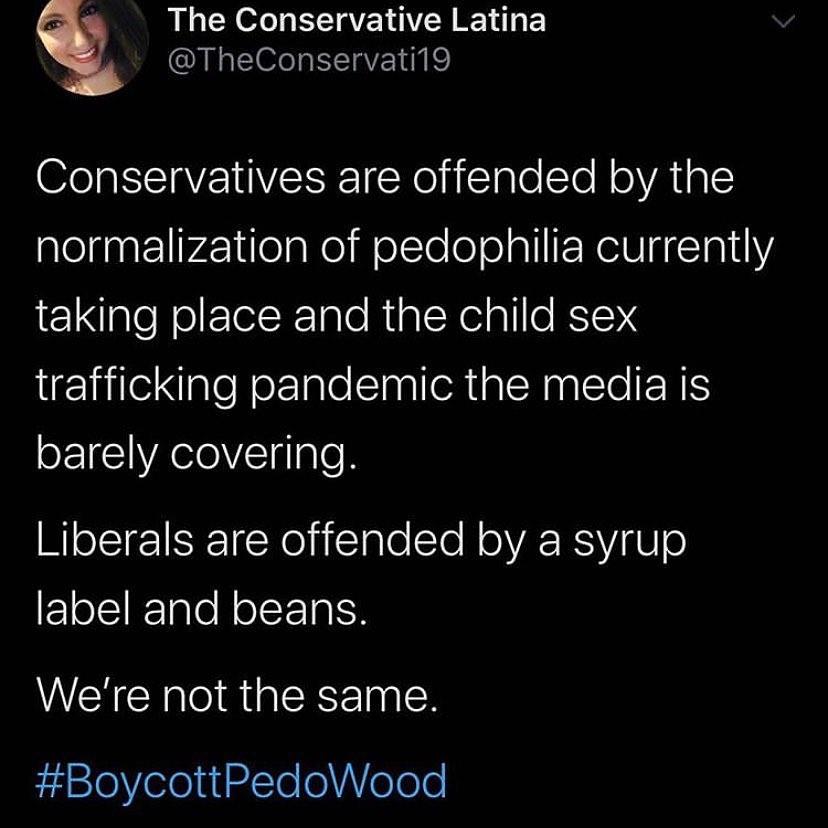 The Conservative Latina
@TheConservati19
Conservatives are offended by the
normalization of pedophilia currently
taking place and the child sex
trafficking pandemic the media is
barely covering.
Liberals are offended by a syrup
label and beans.
We’re not the same.
#BoycottPedoWood